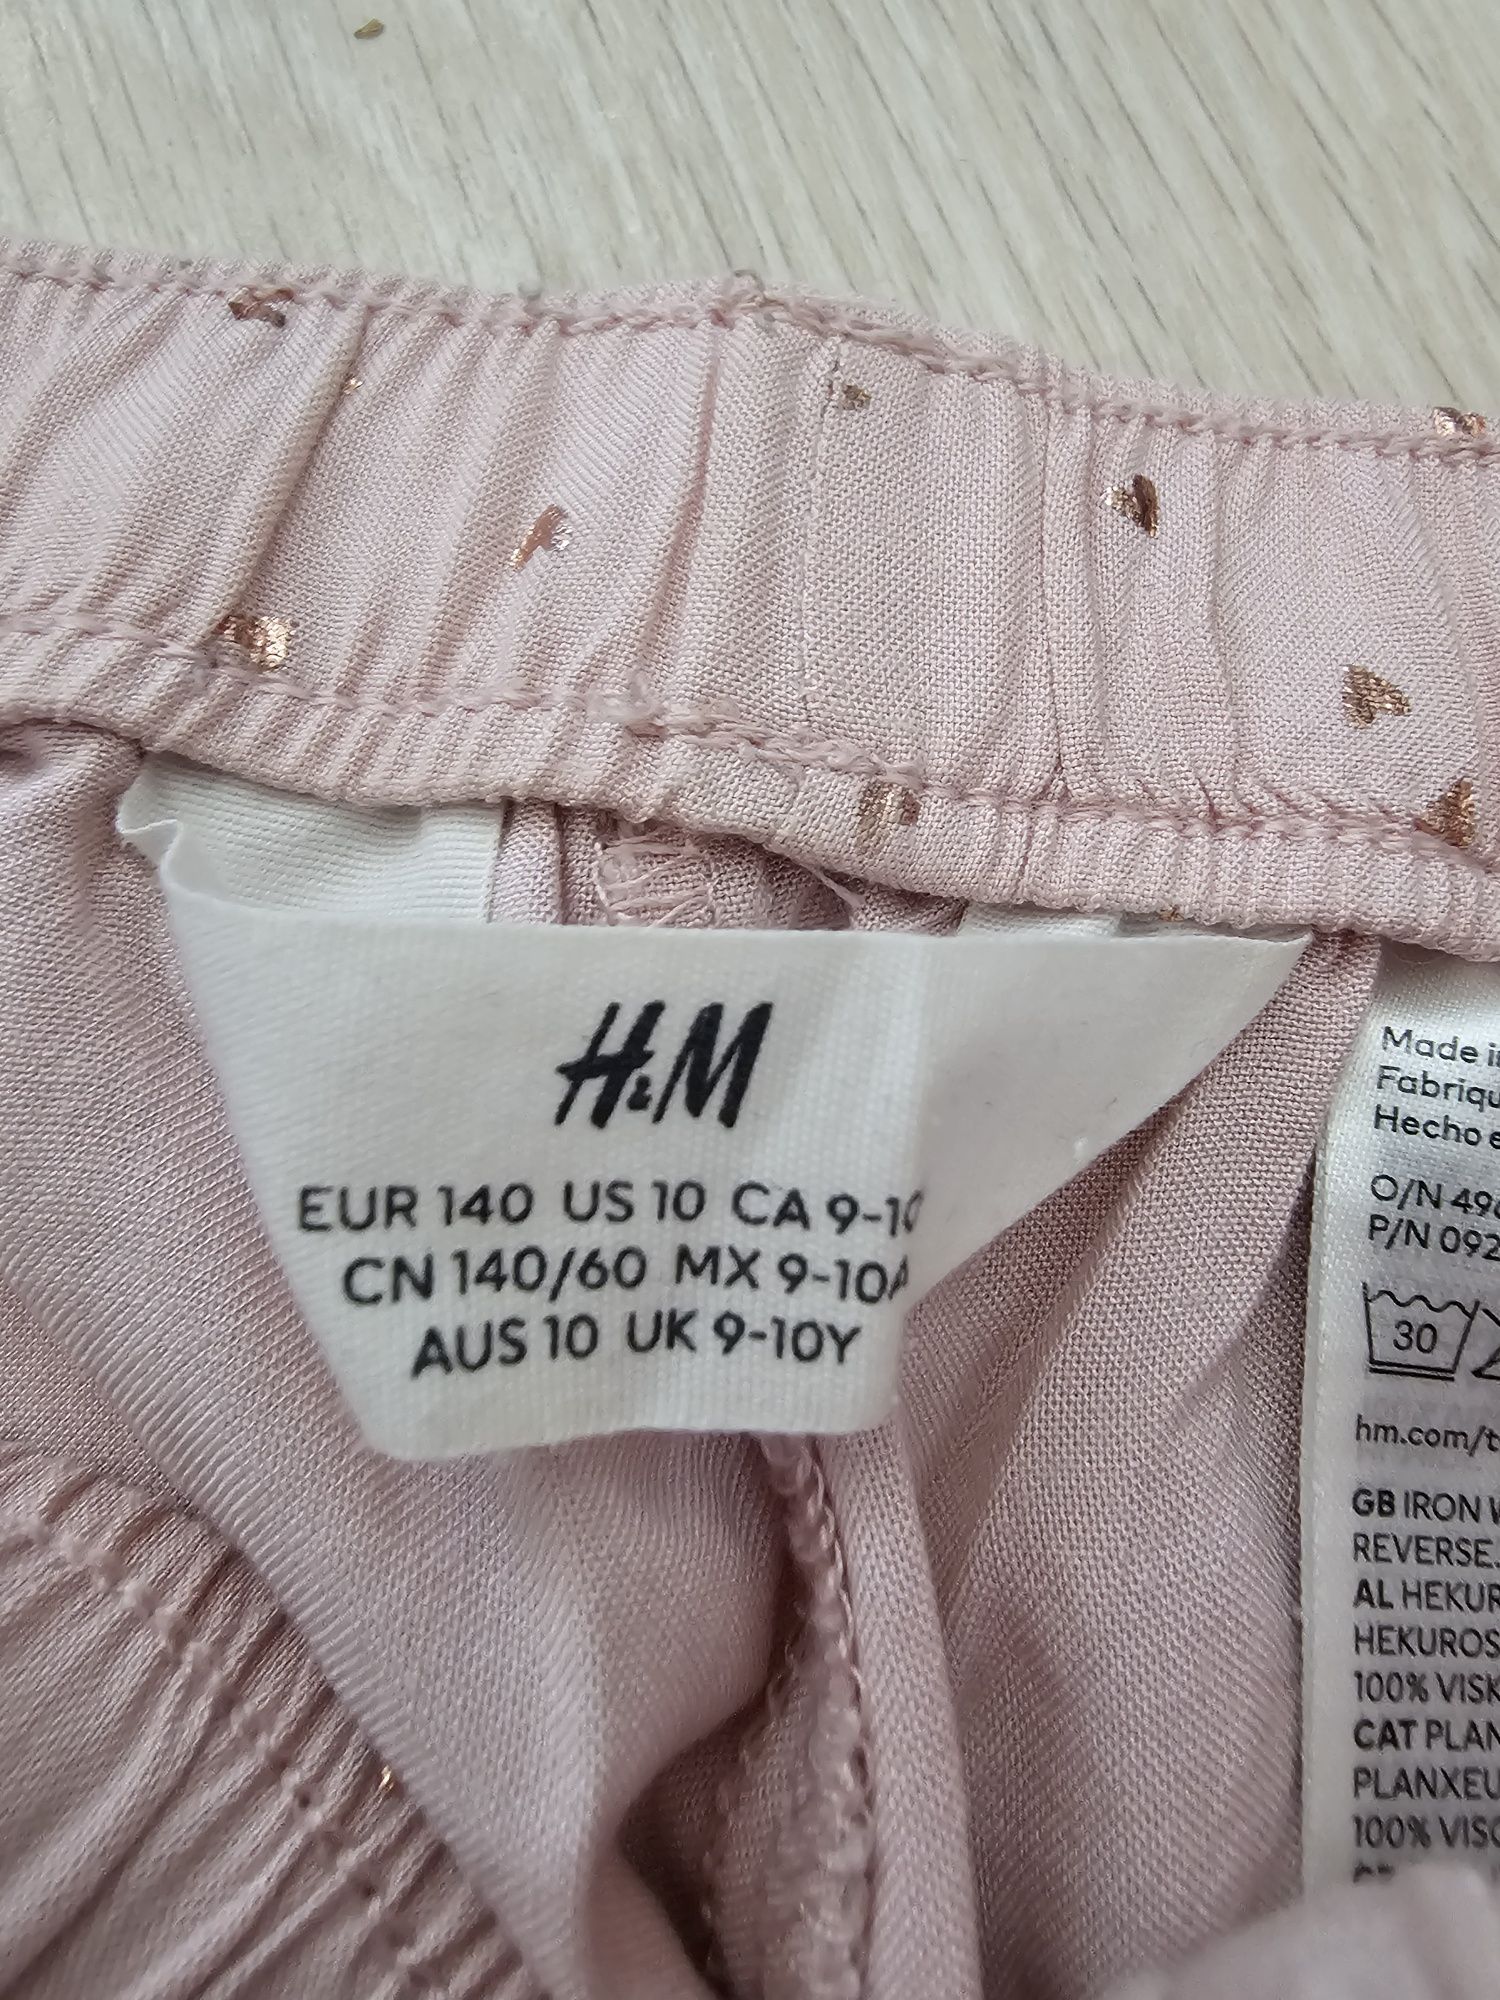 H&M
EUR 140 US 10 CA 9-10
CN 140/60 MX 9-10A
AUS 10 UK 9-10Y
Made in
Fabriqu
Hecho e
O/N 49
P/N 092
30
hm.com/t
GB IRON
REVERSE.
AL HEKUR
HEKUROS
100% VISK
CAT PLAN
PLANXEU
100% VISC